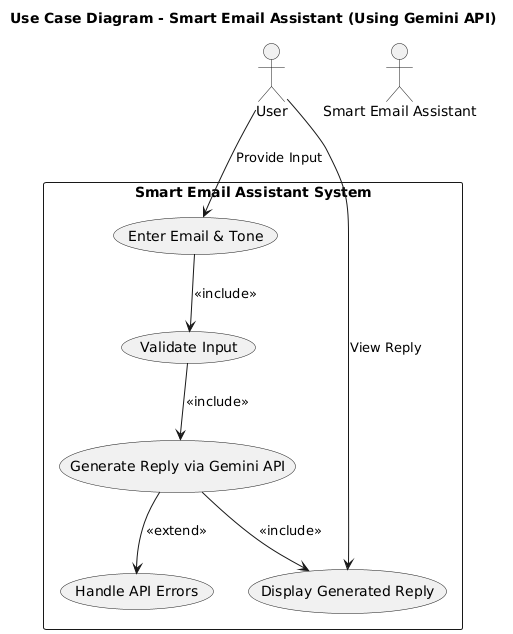 Use Case Diagram - Smart Email Assistant (Using Gemini API)
User
Smart Email Assistant
Provide Input
Smart Email Assistant System
Enter Email & Tone
«include»
Validate Input
View Reply
«include»
Generate Reply via Gemini API
«extend»
«include»
Handle API Errors
Display Generated Reply